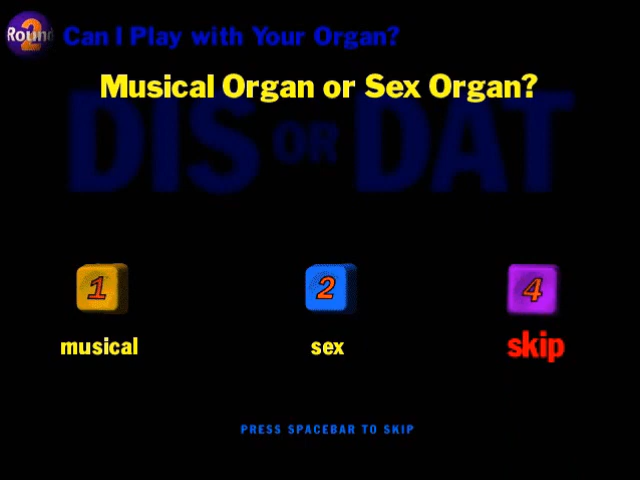 Round 2 Can I Play with Your Organ?
Musical Organ or Sex Organ?
DIS OR DAT
1 2 4
musical sex skip
PRESS SPACEBAR TO SKIP